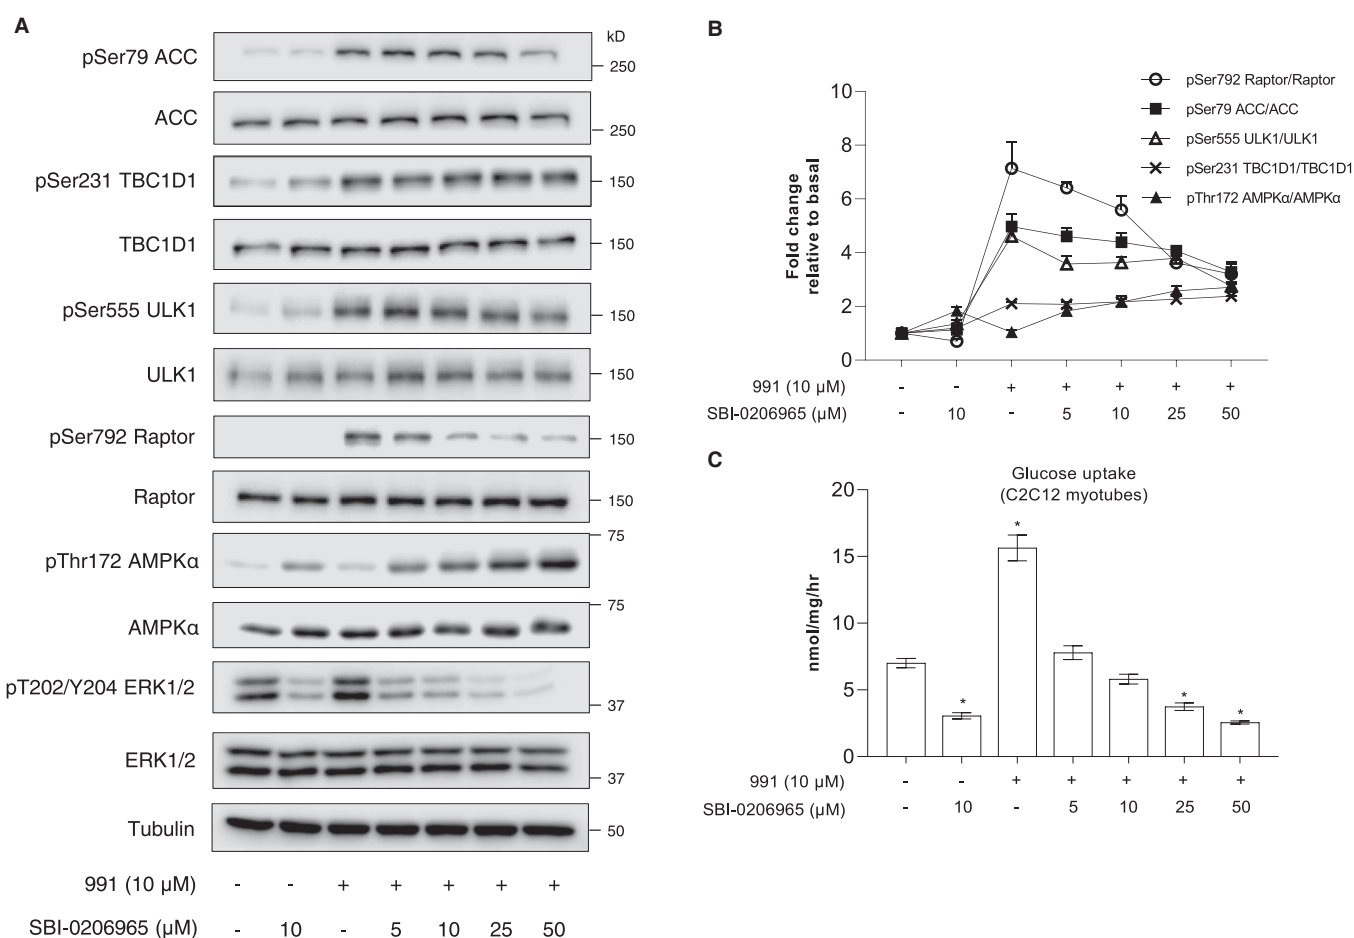 A
kD
pSer79 ACC
250
ACC
250
pSer231 TBC1D1
150
TBC1D1
150
pSer555 ULK1
150
ULK1
150
pSer792 Raptor
150
Raptor
150
75
pThr172 AMPKα
75
AMPKα
pT202/Y204 ERK1/2
37
ERK1/2
37
Tubulin
50
991 (10 µM) - - + + + + +
SBI-0206965 (µM) - 10 - 5 10 25 50
B
Fold change
relative to basal
10
8
6
4
2
0
pSer792 Raptor/Raptor
pSer79 ACC/ACC
pSer555 ULK1/ULK1
pSer231 TBC1D1/TBC1D1
pThr172 AMPKα/AMPKα
991 (10 µM) - - + + + + +
SBI-0206965 (µM) - 10 - 5 10 25 50
C
Glucose uptake
(C2C12 myotubes)
nmol/mg/hr
20
15
10
5
0
* * * *
991 (10 µM) - - + + + + +
SBI-0206965 (µM) - 10 - 5 10 25 50